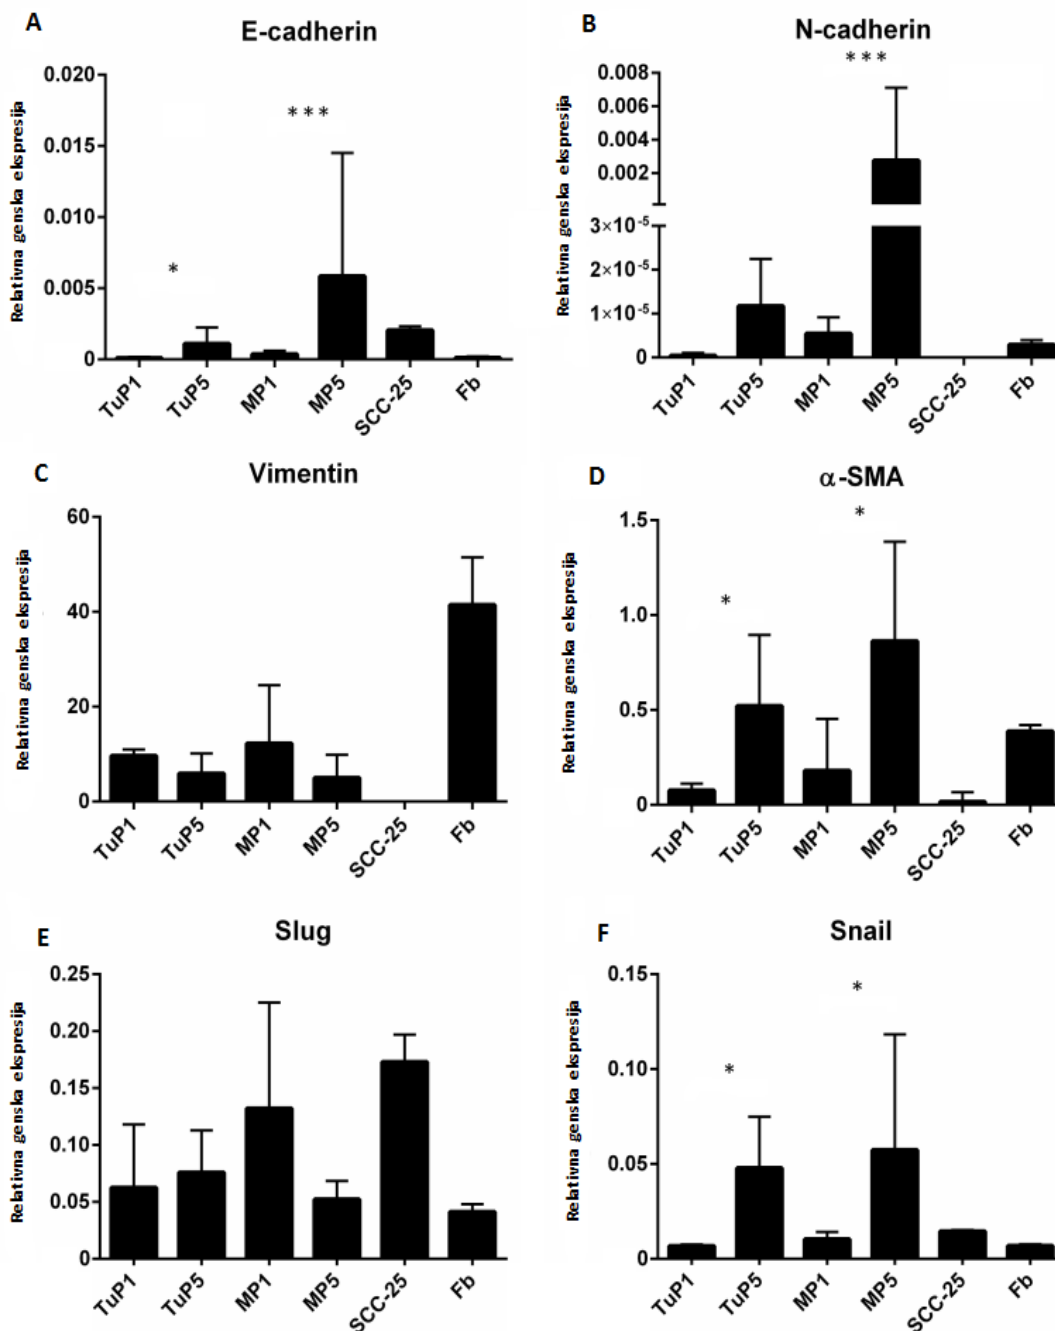 A
E-cadherin
Relativna genska ekspresija
0.020
0.015
0.010
0.005
0
*
***
TuP1
TuP5
MP1
MP5
SCC-25
Fb
B
N-cadherin
Relativna genska ekspresija
0.008
0.006
0.004
0.002
3×10⁻⁵
2×10⁻⁵
1×10⁻⁵
0
***
TuP1
TuP5
MP1
MP5
SCC-25
Fb
C
Vimentin
Relativna genska ekspresija
60
40
20
0
TuP1
TuP5
MP1
MP5
SCC-25
Fb
D
α-SMA
Relativna genska ekspresija
1.5
1.0
0.5
0
*
*
TuP1
TuP5
MP1
MP5
SCC-25
Fb
E
Slug
Relativna genska ekspresija
0.25
0.20
0.15
0.10
0.05
0
TuP1
TuP5
MP1
MP5
SCC-25
Fb
F
Snail
Relativna genska ekspresija
0.15
0.10
0.05
0
*
*
TuP1
TuP5
MP1
MP5
SCC-25
Fb